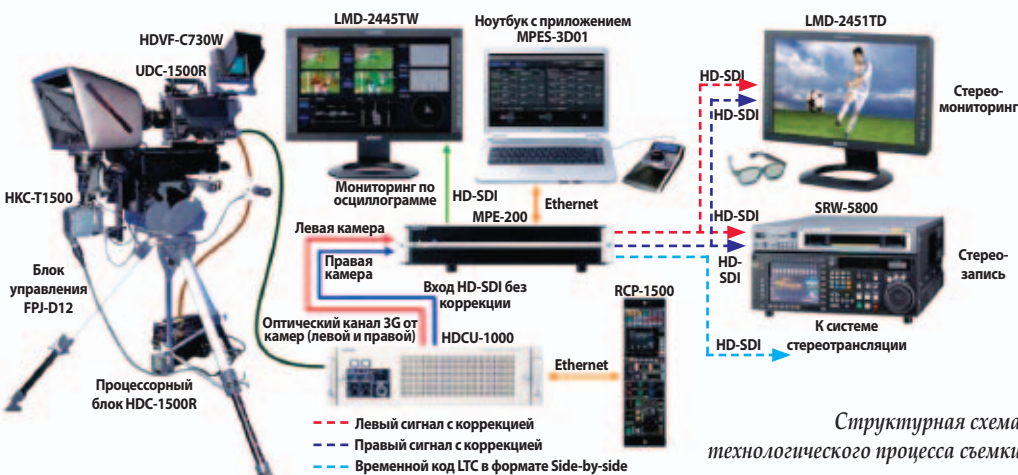 LMD-2445TW
Ноутбук с приложением
MPES-3D01
LMD-2451TD
HDVF-C730W
UDC-1500R
HD-SDI
HD-SDI
Стерео-
мониторинг
HKC-T1500
Мониторинг по
осциллограмме
HD-SDI
Ethernet
MPE-200
Левая камера
Правая
камера
HD-SDI
HD-
SDI
SRW-5800
Стерео-
запись
Блок
управления
FPJ-D12
Вход HD-SDI без
коррекции
RCP-1500
Оптический канал 3G от
камер (левой и правой)
HDCU-1000
К системе
стереотрансляции
HD-SDI
Ethernet
Процессорный
блок HDC-1500R
Левый сигнал с коррекцией
Правый сигнал с коррекцией
Временной код LTC в формате Side-by-side
Структурная схема
технологического процесса съемки